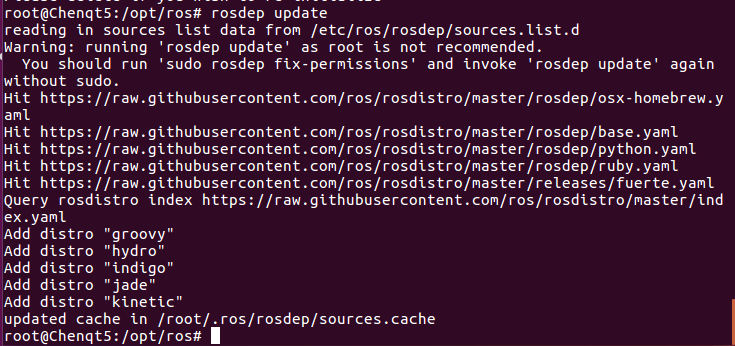 root@Chenqt5:/opt/ros# rosdep update
reading in sources list data from /etc/ros/rosdep/sources.list.d
Warning: running 'rosdep update' as root is not recommended.
  You should run 'sudo rosdep fix-permissions' and invoke 'rosdep update' again
without sudo.
Hit https://raw.githubusercontent.com/ros/rosdistro/master/rosdep/osx-homebrew.y
aml
Hit https://raw.githubusercontent.com/ros/rosdistro/master/rosdep/base.yaml
Hit https://raw.githubusercontent.com/ros/rosdistro/master/rosdep/python.yaml
Hit https://raw.githubusercontent.com/ros/rosdistro/master/rosdep/ruby.yaml
Hit https://raw.githubusercontent.com/ros/rosdistro/master/releases/fuerte.yaml
Query rosdistro index https://raw.githubusercontent.com/ros/rosdistro/master/ind
ex.yaml
Add distro "groovy"
Add distro "hydro"
Add distro "indigo"
Add distro "jade"
Add distro "kinetic"
updated cache in /root/.ros/rosdep/sources.cache
root@Chenqt5:/opt/ros#